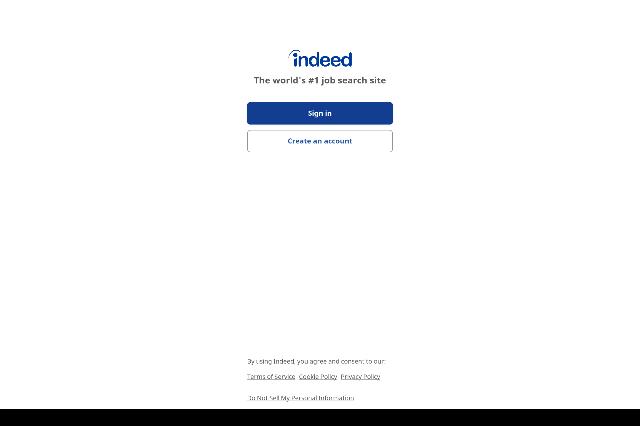 indeed
The world's #1 job search site
Sign in
Create an account
By using Indeed, you agree and consent to our:
Terms of Service Cookie Policy Privacy Policy
Do Not Sell My Personal Information